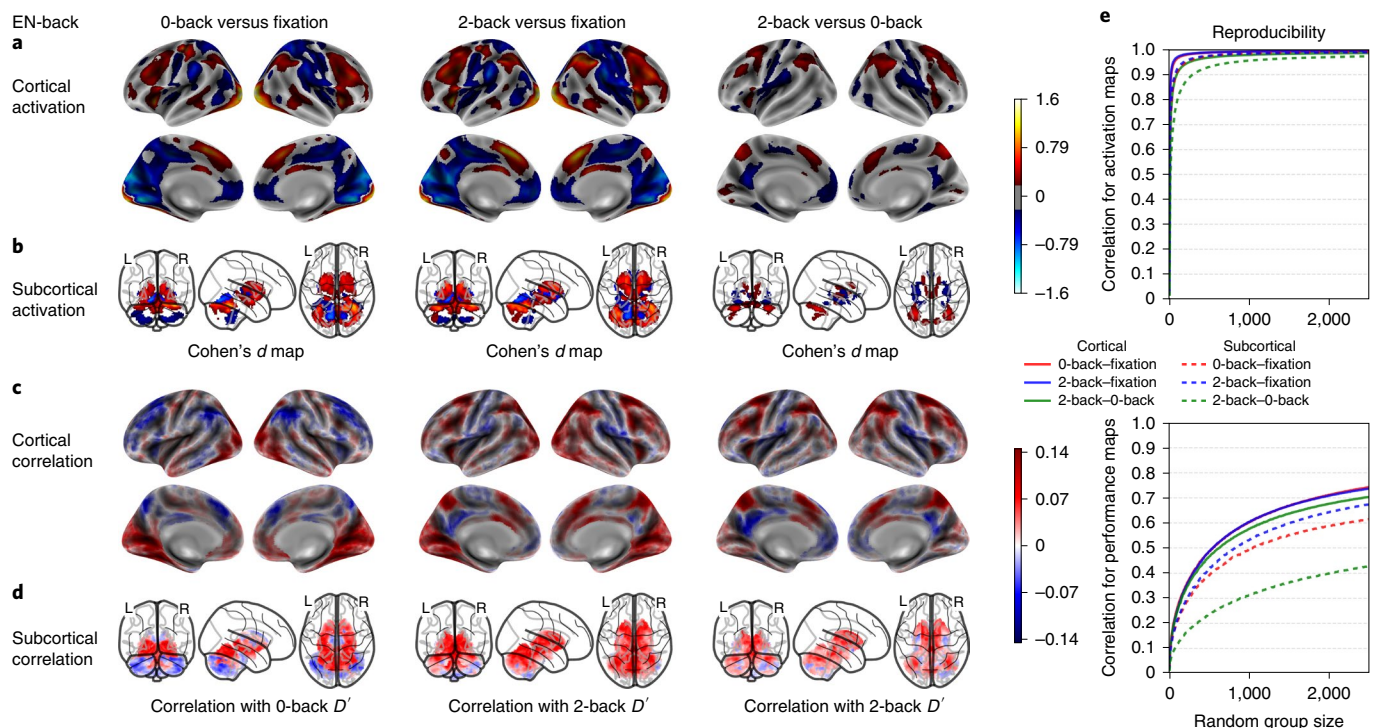 EN-back 0-back versus fixation 2-back versus fixation 2-back versus 0-back
a
Cortical
activation
1.6
0.79
0
−0.79
−1.6
b
L R L R L R
Subcortical
activation
Cohen's d map Cohen's d map Cohen's d map
c
Cortical
correlation
0.14
0.07
0
−0.07
−0.14
d
L R L R L R
Subcortical
correlation
Correlation with 0-back D′ Correlation with 2-back D′ Correlation with 2-back D′
e
Reproducibility
Correlation for activation maps
1.0
0.9
0.8
0.7
0.6
0.5
0.4
0.3
0.2
0.1
0
0 1,000 2,000
Cortical Subcortical
0-back–fixation 0-back–fixation
2-back–fixation 2-back–fixation
2-back–0-back 2-back–0-back
Correlation for performance maps
1.0
0.9
0.8
0.7
0.6
0.5
0.4
0.3
0.2
0.1
0
0 1,000 2,000
Random group size